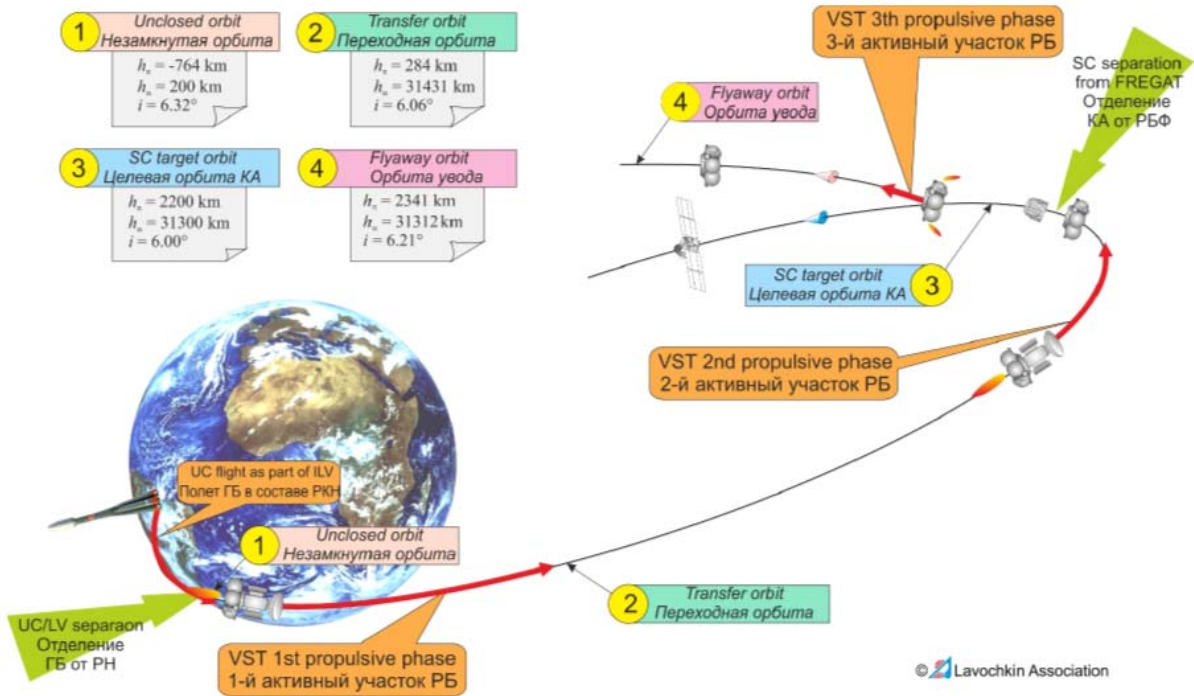 1
Unclosed orbit
Незамкнутая орбита
hπ = -764 km
hπ = 200 km
i = 6.32°
2
Transfer orbit
Переходная орбита
hπ = 284 km
hπ = 31431 km
i = 6.06°
3
SC target orbit
Целевая орбита КА
hπ = 2200 km
hπ = 31300 km
i = 6.00°
4
Flyaway orbit
Орбита увода
hπ = 2341 km
hπ = 31312 km
i = 6.21°
VST 3th propulsive phase
3-й активный участок РБ
SC separation
from FREGAT
Отделение
КА от РБФ
4
Flyaway orbit
Орбита увода
SC target orbit
Целевая орбита КА
3
VST 2nd propulsive phase
2-й активный участок РБ
UC flight as part of ILV
Полет ГБ в составе РКН
1
Unclosed orbit
Незамкнутая орбита
2
Transfer orbit
Переходная орбита
UC/LV separaon
Отделение
ГБ от РН
VST 1st propulsive phase
1-й активный участок РБ
© Lavochkin Association